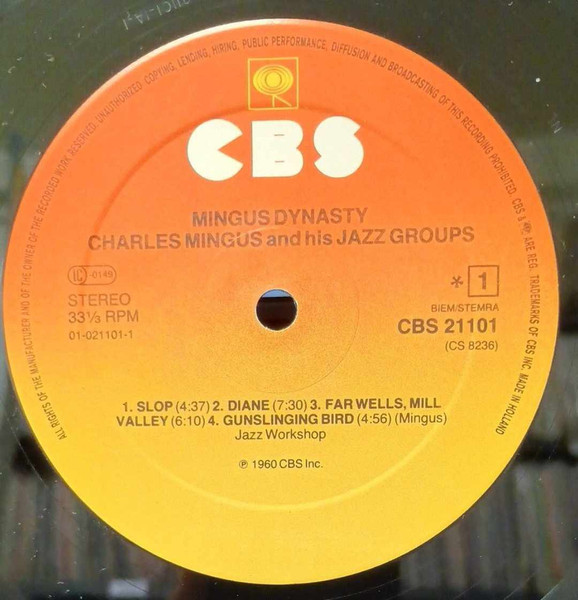 ALL RIGHTS OF THE MANUFACTURER AND OF THE OWNER OF THE RECORDED WORK RESERVED. UNAUTHORIZED COPYING, LENDING, HIRING, PUBLIC PERFORMANCE, DIFFUSION AND BROADCASTING OF THIS RECORDING PROHIBITED. CBS & ARE REG. TRADEMARKS OF CBS INC. MADE IN HOLLAND
CBS
MINGUS DYNASTY
CHARLES MINGUS and his JAZZ GROUPS
LC -0149
STEREO
33⅓ RPM
01-021101-1
* 1
BIEM/STEMRA
CBS 21101
(CS 8236)
1. SLOP (4:37) 2. DIANE (7:30) 3. FAR WELLS, MILL
VALLEY (6:10) 4. GUNSLINGING BIRD (4:56) (Mingus)
Jazz Workshop
℗ 1960 CBS Inc.